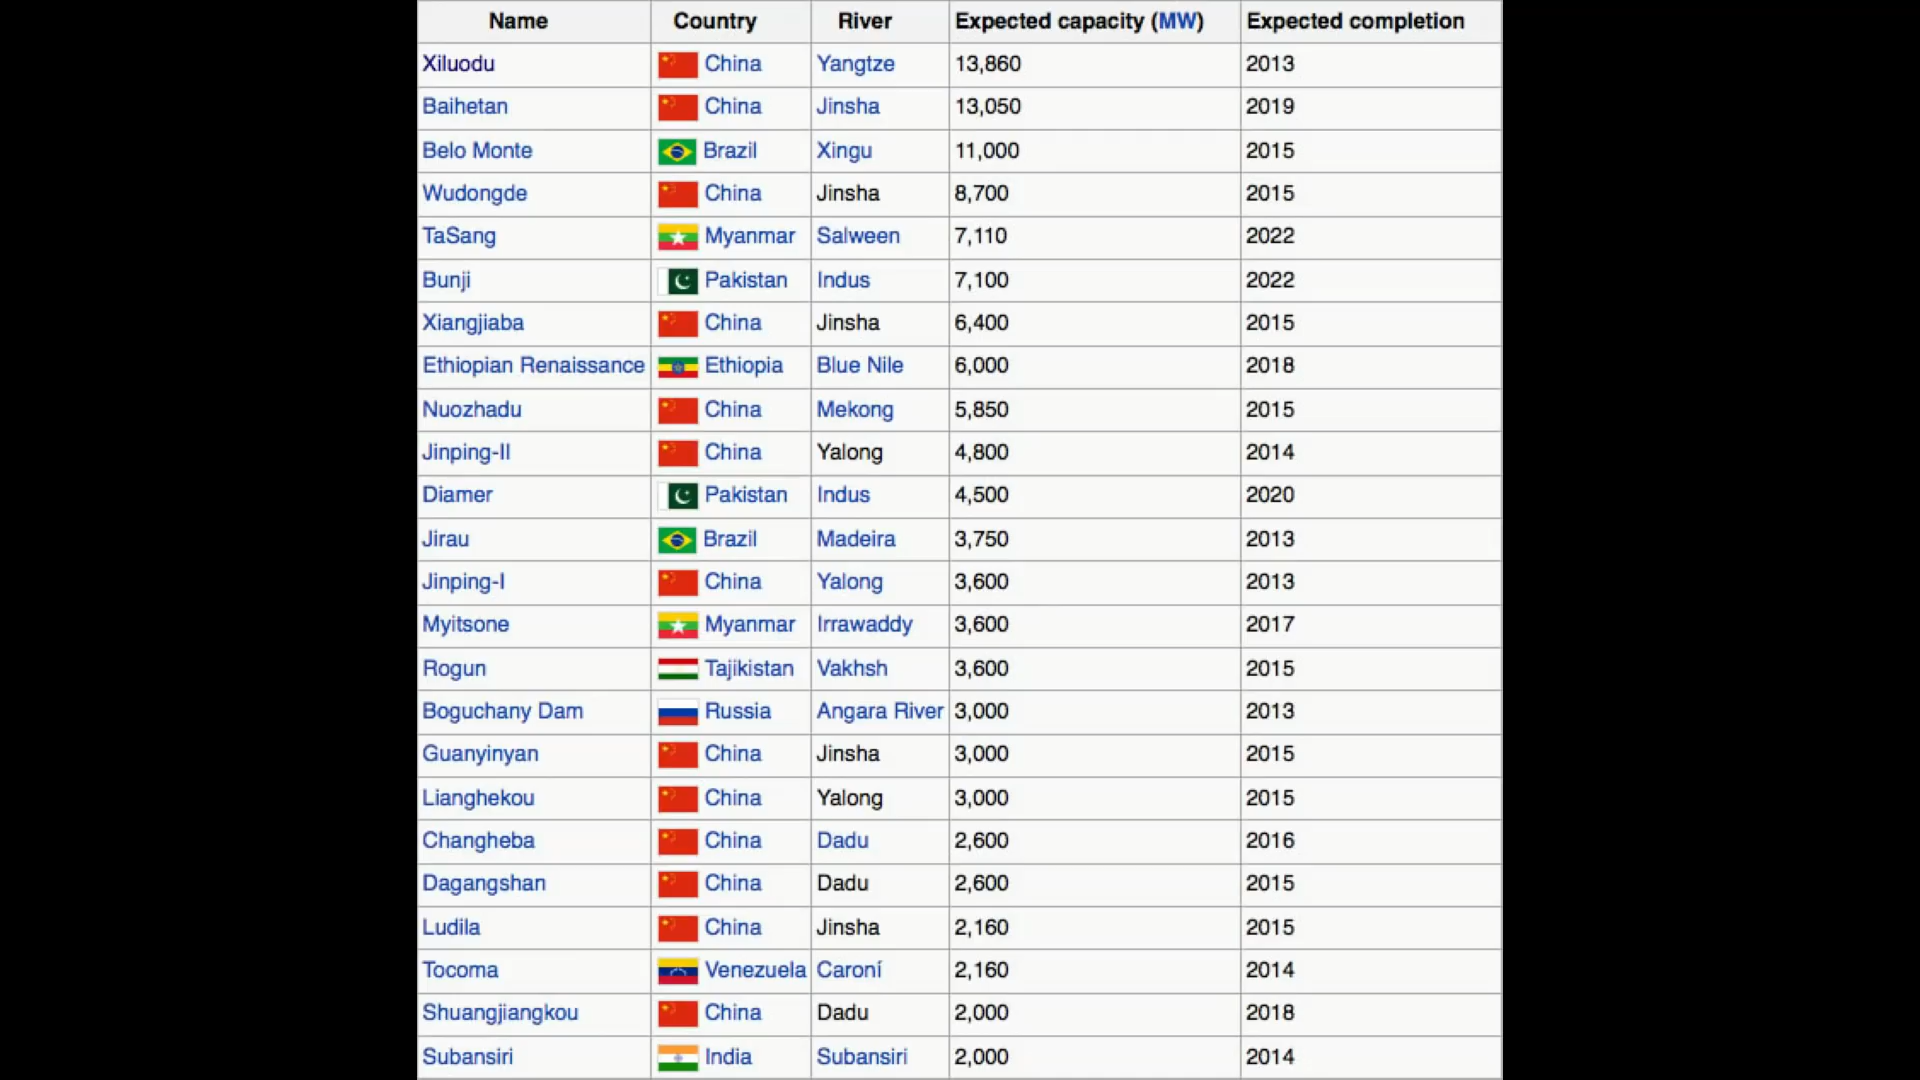 Name Country River Expected capacity (MW) Expected completion
Xiluodu China Yangtze 13,860 2013
Baihetan China Jinsha 13,050 2019
Belo Monte Brazil Xingu 11,000 2015
Wudongde China Jinsha 8,700 2015
TaSang Myanmar Salween 7,110 2022
Bunji Pakistan Indus 7,100 2022
Xiangjiaba China Jinsha 6,400 2015
Ethiopian Renaissance Ethiopia Blue Nile 6,000 2018
Nuozhadu China Mekong 5,850 2015
Jinping-II China Yalong 4,800 2014
Diamer Pakistan Indus 4,500 2020
Jirau Brazil Madeira 3,750 2013
Jinping-I China Yalong 3,600 2013
Myitsone Myanmar Irrawaddy 3,600 2017
Rogun Tajikistan Vakhsh 3,600 2015
Boguchany Dam Russia Angara River 3,000 2013
Guanyinyan China Jinsha 3,000 2015
Lianghekou China Yalong 3,000 2015
Changheba China Dadu 2,600 2016
Dagangshan China Dadu 2,600 2015
Ludila China Jinsha 2,160 2015
Tocoma Venezuela Caroní 2,160 2014
Shuangjiangkou China Dadu 2,000 2018
Subansiri India Subansiri 2,000 2014